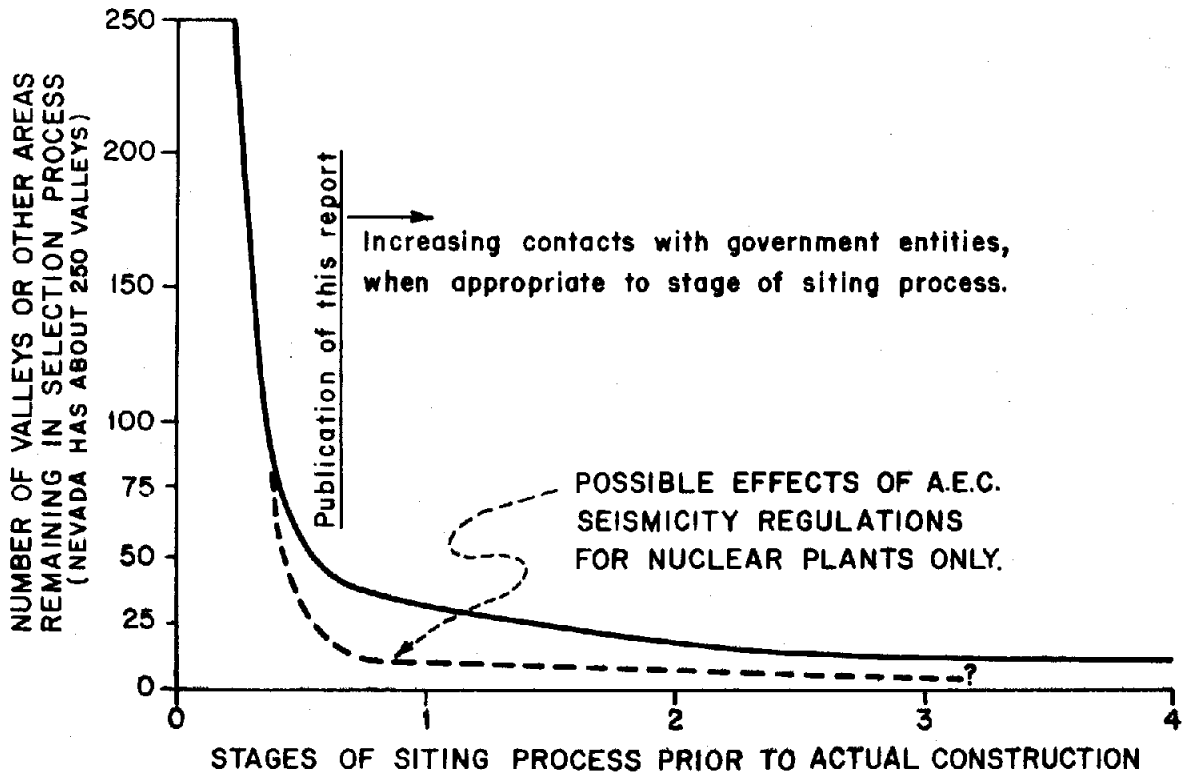 NUMBER OF VALLEYS OR OTHER AREAS
REMAINING IN SELECTION PROCESS
(NEVADA HAS ABOUT 250 VALLEYS)
250
200
150
100
75
50
25
0
Publication of this report
Increasing contacts with government entities,
when appropriate to stage of siting process.
POSSIBLE EFFECTS OF A.E.C.
SEISMICITY REGULATIONS
FOR NUCLEAR PLANTS ONLY.
?
0
1
2
3
4
STAGES OF SITING PROCESS PRIOR TO ACTUAL CONSTRUCTION